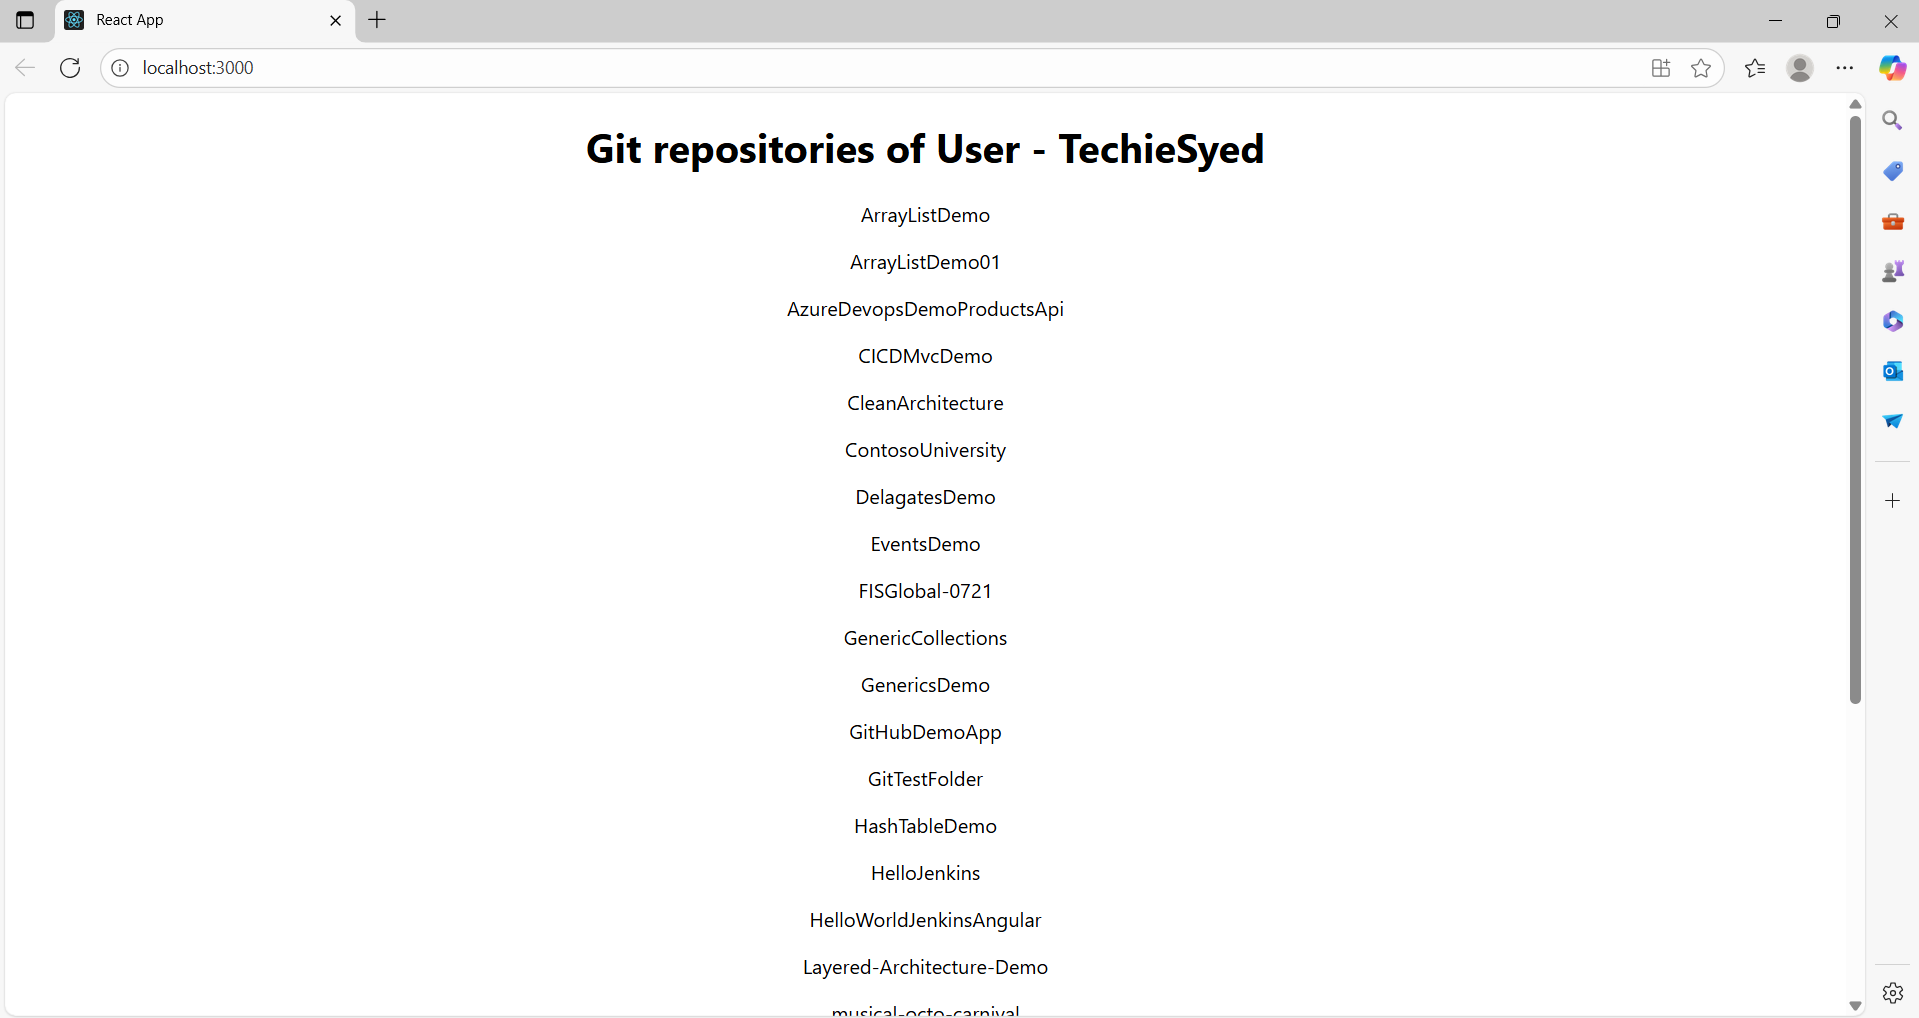 React App
localhost:3000
Git repositories of User - TechieSyed
ArrayListDemo
ArrayListDemo01
AzureDevopsDemoProductsApi
CICDMvcDemo
CleanArchitecture
ContosoUniversity
DelagatesDemo
EventsDemo
FISGlobal-0721
GenericCollections
GenericsDemo
GitHubDemoApp
GitTestFolder
HashTableDemo
HelloJenkins
HelloWorldJenkinsAngular
Layered-Architecture-Demo
musical-octo-carnival